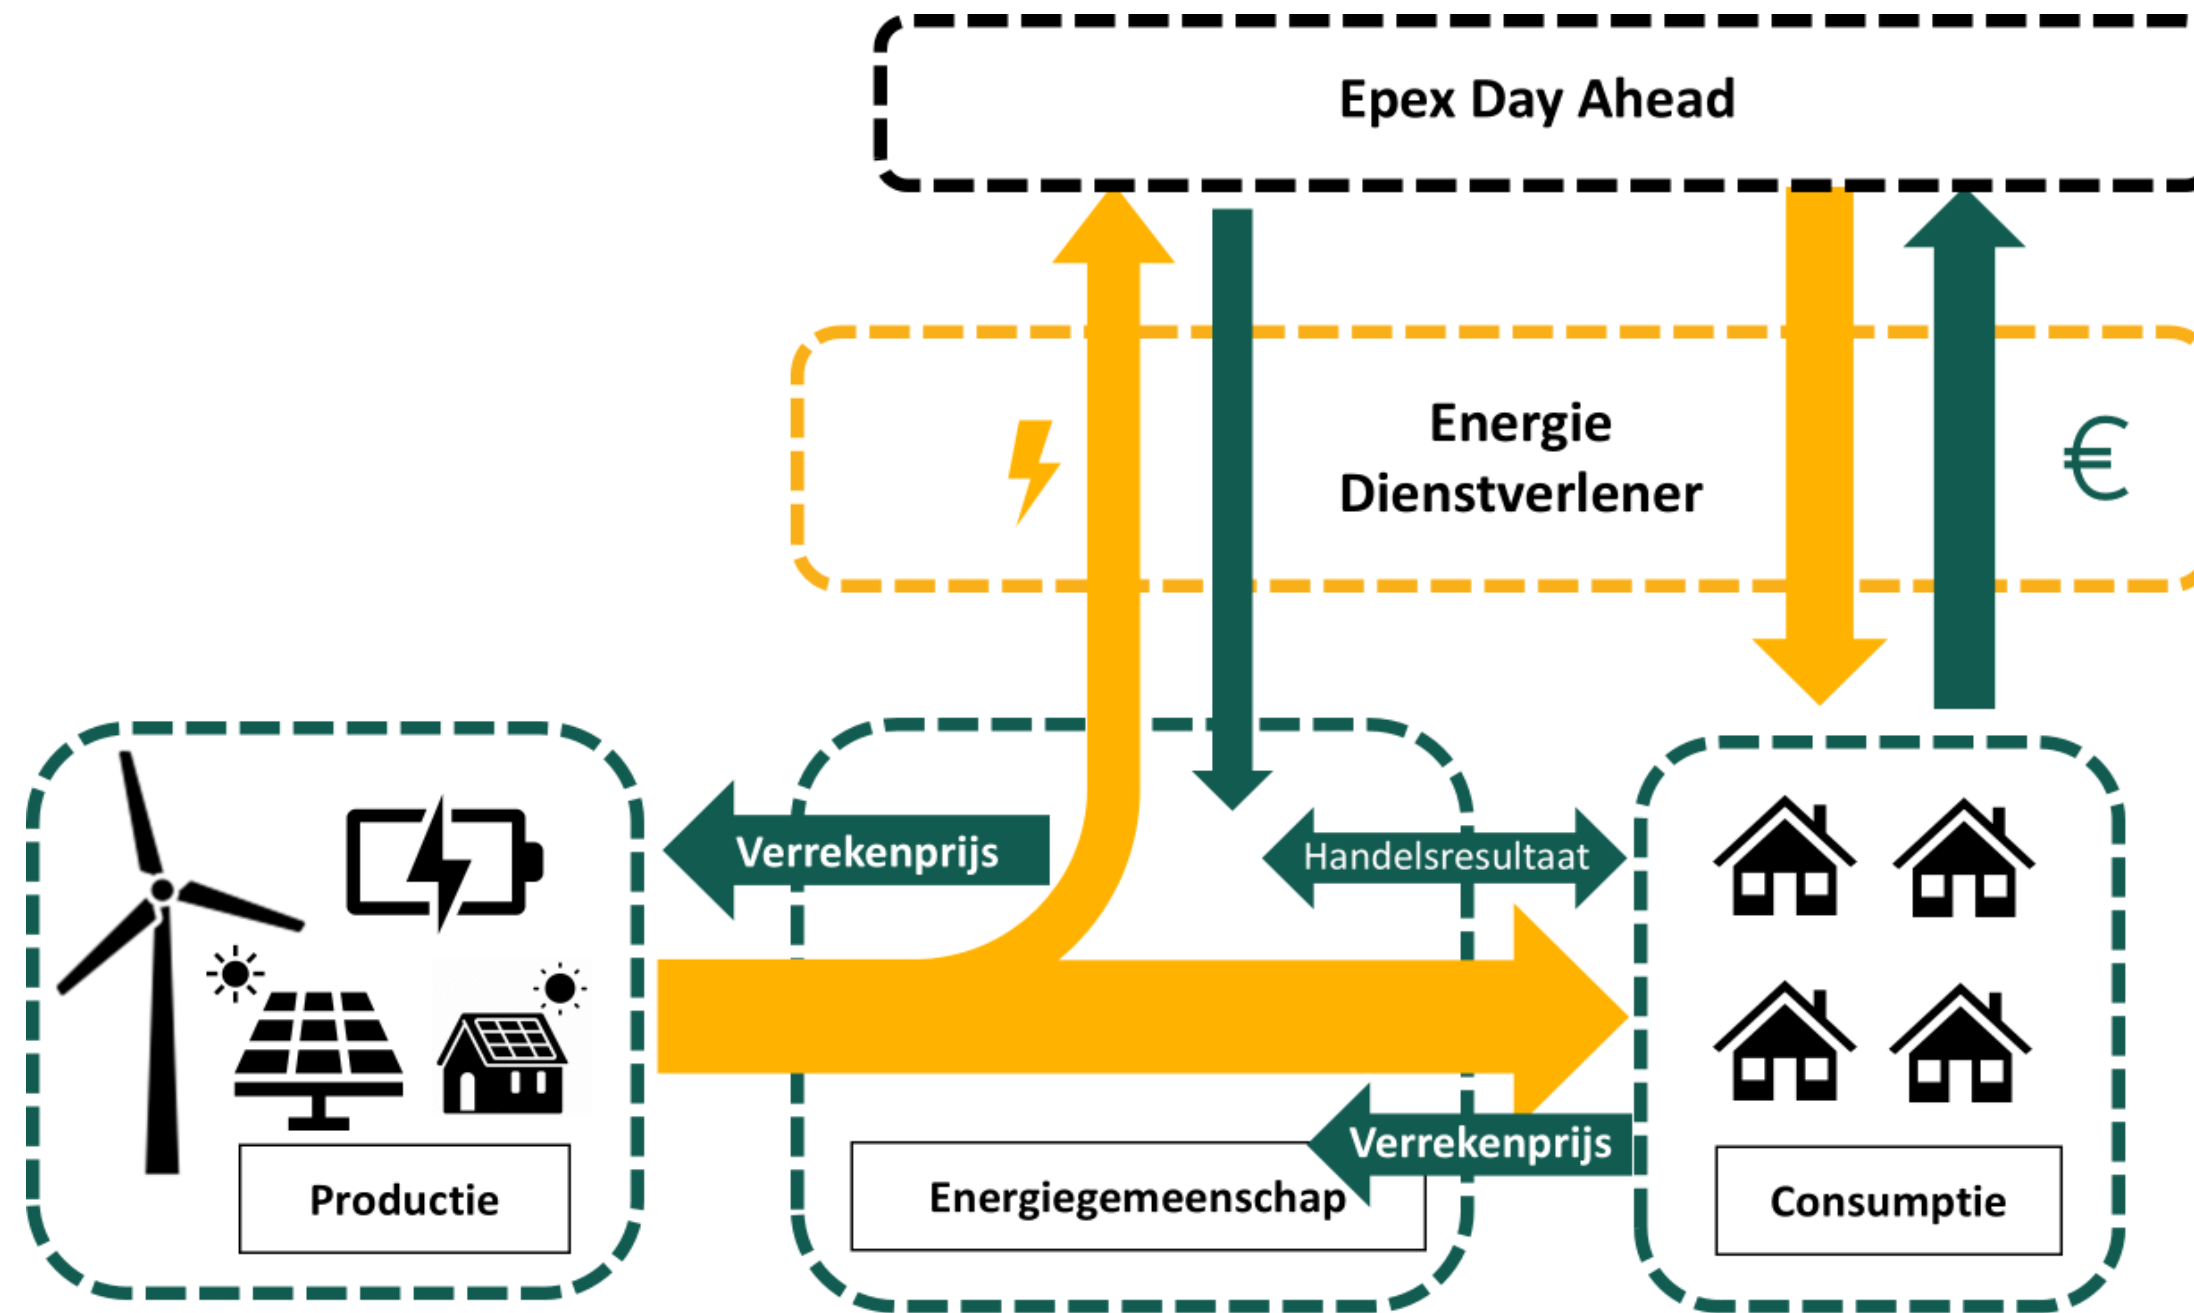 Epex Day Ahead
Energie
Dienstverlener
€
Verrekenprijs
Handelsresultaat
Verrekenprijs
Productie
Energiegemeenschap
Consumptie